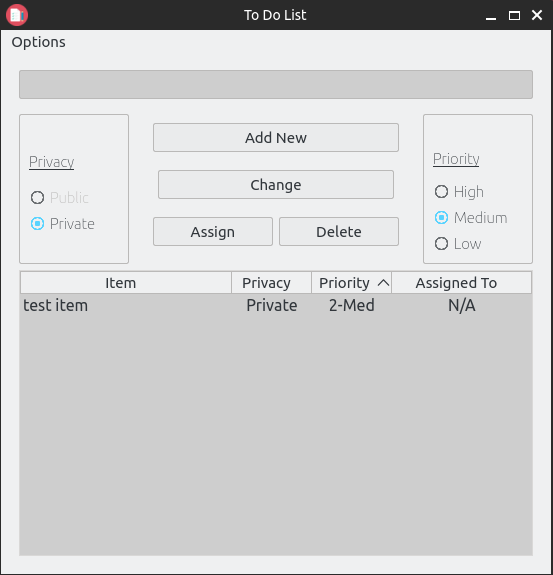 To Do List
Options
Add New
Privacy
Priority
Change
Public
High
Private
Medium
Assign
Delete
Low
Item Privacy Priority Assigned To
test item Private 2-Med N/A